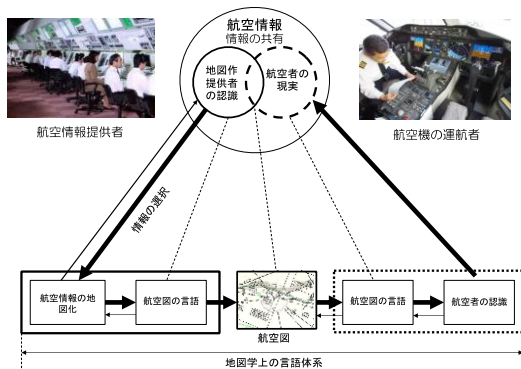 航空情報
情報の共有
地図作
提供者
の認識
航空者の
現実
航空情報提供者
航空機の運航者
情報の選択
航空情報の地
図化
航空図の言語
航空図
航空図の言語
航空者の認識
地図学上の言語体系